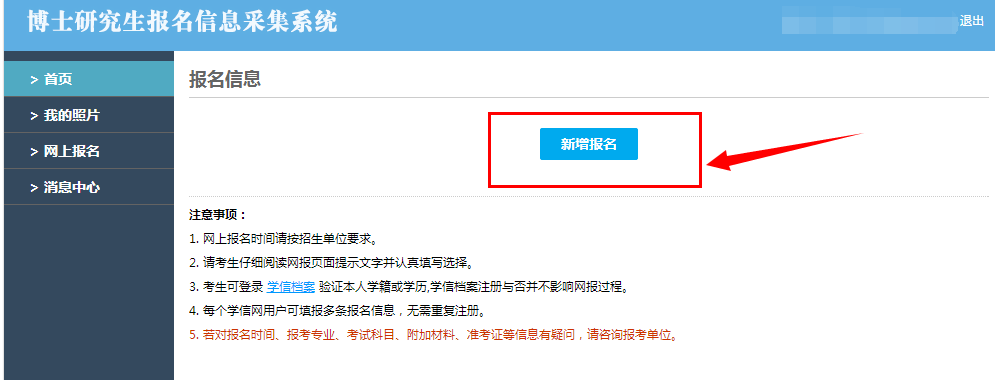 博士研究生报名信息采集系统
退出
> 首页
> 我的照片
> 网上报名
> 消息中心
报名信息
新增报名
注意事项：
1. 网上报名时间请按招生单位要求。
2. 请考生仔细阅读网报页面提示文字并认真填写选择。
3. 考生可登录 学信档案 验证本人学籍或学历,学信档案注册与否并不影响网报过程。
4. 每个学信网用户可填报多条报名信息，无需重复注册。
5. 若对报名时间、报考专业、考试科目、附加材料、准考证等信息有疑问，请咨询报考单位。